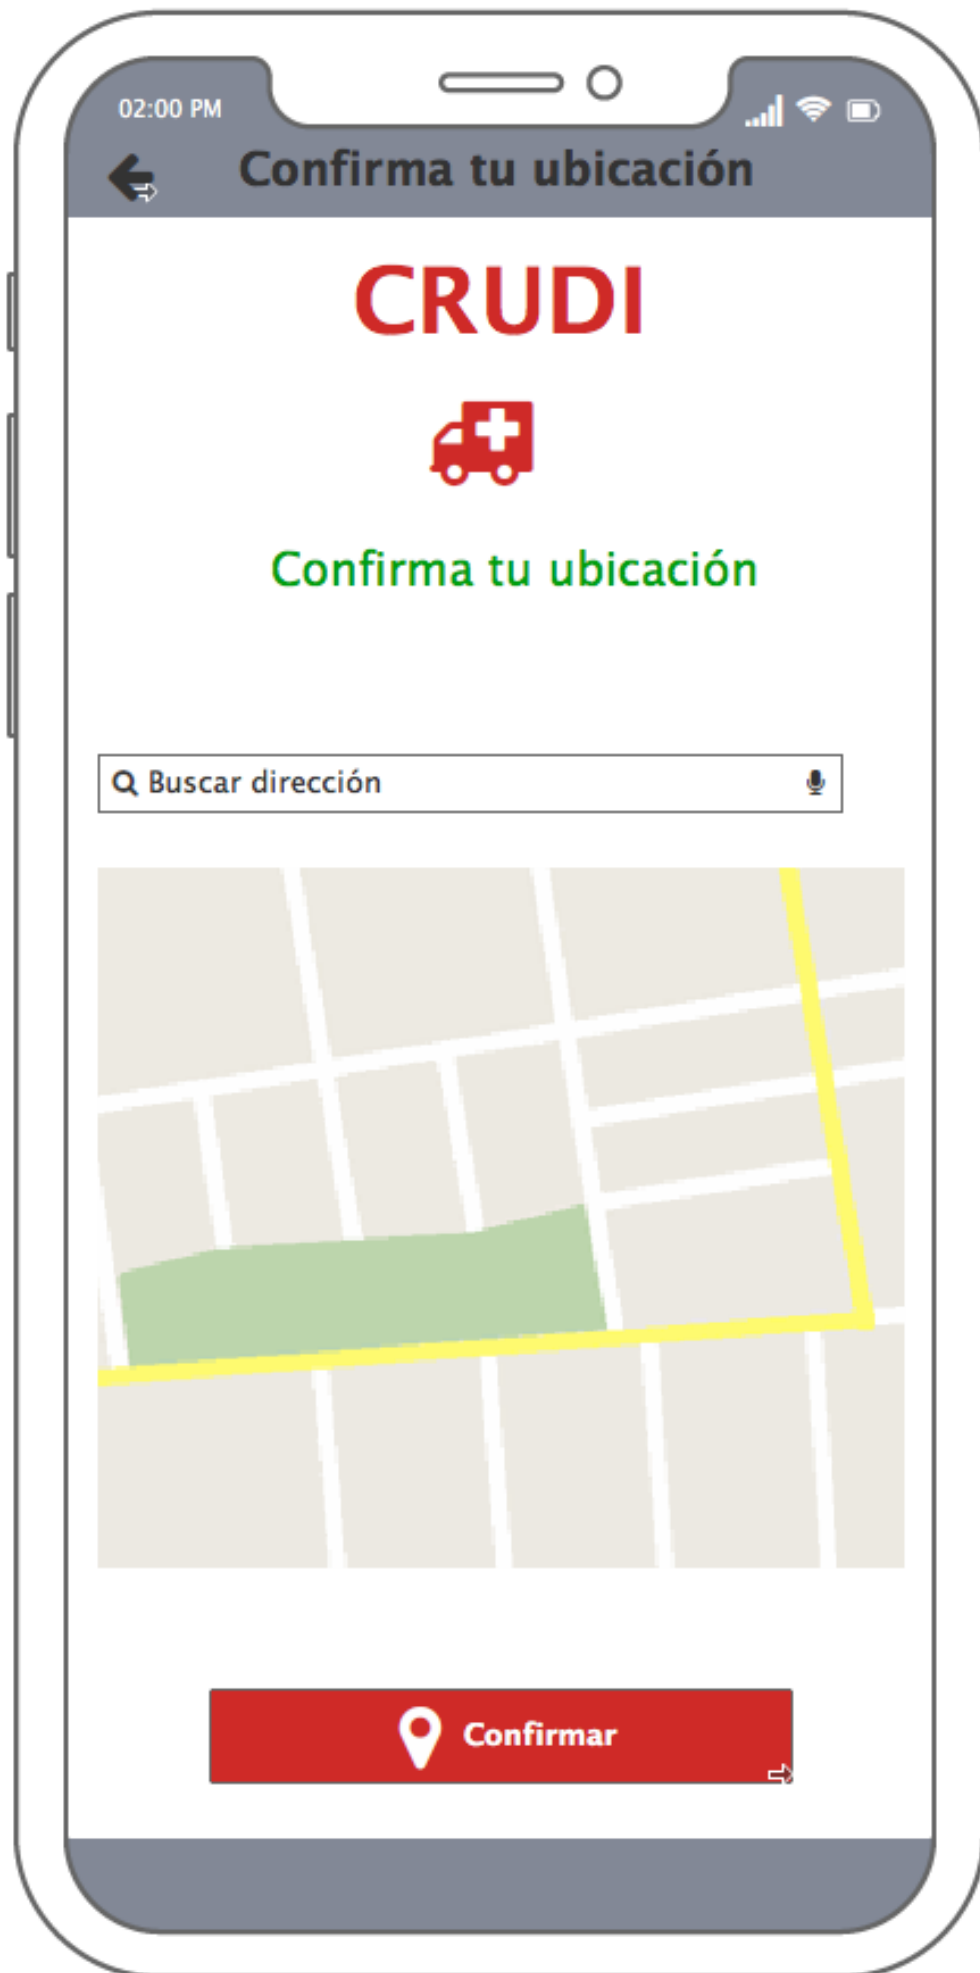 02:00 PM
Confirma tu ubicación
CRUDI
Confirma tu ubicación
Buscar dirección
Confirmar